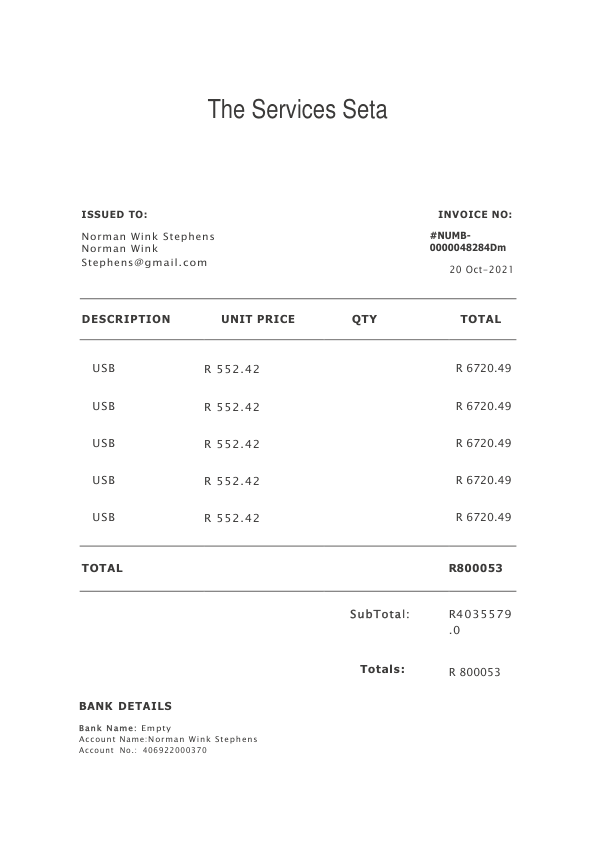 The Services Seta
ISSUED TO:
INVOICE NO:
Norman Wink Stephens
Norman Wink
Stephens@gmail.com
#NUMB-
0000048284Dm
20 Oct-2021
DESCRIPTION UNIT PRICE QTY TOTAL
USB R 552.42 R 6720.49
USB R 552.42 R 6720.49
USB R 552.42 R 6720.49
USB R 552.42 R 6720.49
USB R 552.42 R 6720.49
TOTAL R800053
SubTotal: R4035579
.0
Totals: R 800053
BANK DETAILS
Bank Name: Empty
Account Name:Norman Wink Stephens
Account No.: 406922000370